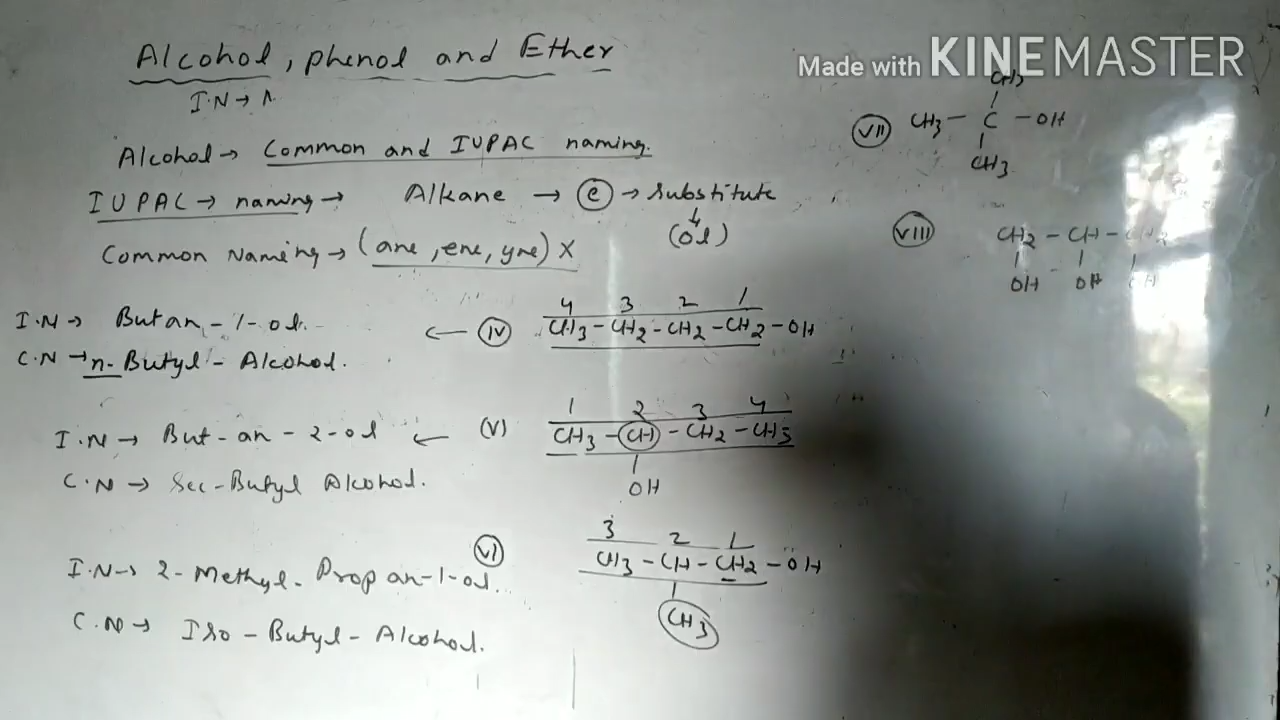 Alcohol, phenol and Ether
I.N→
Alcohol→ Common and IUPAC naming.
IUPAC→ naming→ Alkane → e → Substitute
(ol)
Common Naming→ (ane, ene, yne) X
I.N→ Butan-1-ol.
C.N→ n-Butyl-Alcohol.
← IV
4 3 2 1
CH3-CH2-CH2-CH2-OH
I.N→ But-an-2-ol ← (V)
C.N→ Sec-Butyl Alcohol.
1 2 3 4
CH3-CH-CH2-CH3
OH
VI
I.N→ 2-Methyl-Propan-1-ol.
C.N→ Iso-Butyl-Alcohol.
3 2 1
CH3-CH-CH2-OH
CH3
Made with KINEMASTER
CH3
VII CH3-C-OH
CH3
VIII CH2-CH-CH2
OH OH OH